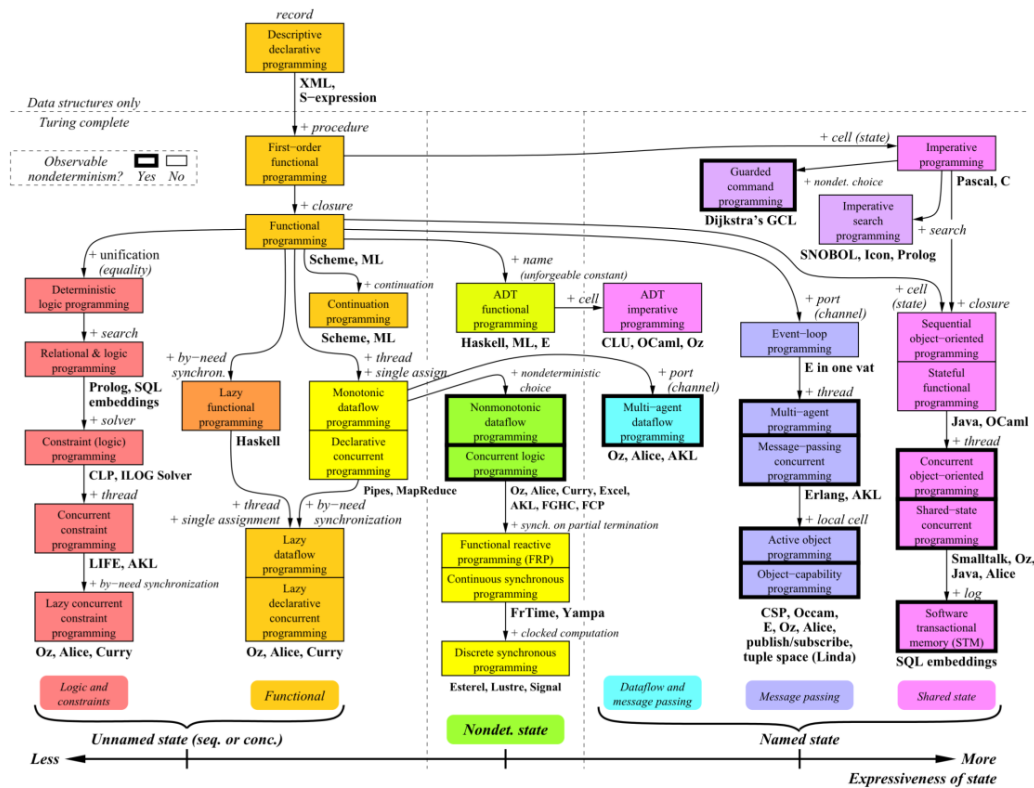 record
Descriptive
declarative
programming
XML,
S−expression
Data structures only
Turing complete
+ procedure
+ cell (state)
Observable
nondeterminism?
Yes
No
First−order
functional
programming
Imperative
programming
Pascal, C
Guarded
command
programming
+ nondet. choice
Dijkstra's GCL
Imperative
search
programming
+ search
SNOBOL, Icon, Prolog
+ closure
Functional
programming
Scheme, ML
+ unification
(equality)
+ continuation
+ name
(unforgeable constant)
Deterministic
logic programming
+ search
Relational & logic
programming
Prolog, SQL
embeddings
+ solver
Constraint (logic)
programming
CLP, ILOG Solver
+ thread
Concurrent
constraint
programming
LIFE, AKL
+ by−need synchronization
Lazy concurrent
constraint
programming
Oz, Alice, Curry
Continuation
programming
Scheme, ML
+ by−need
synchron.
+ thread
+ single assign.
Lazy
functional
programming
Haskell
Monotonic
dataflow
programming
Declarative
concurrent
programming
Pipes, MapReduce
+ thread
+ single assignment
+ by−need
synchronization
Lazy
dataflow
programming
Lazy
declarative
concurrent
programming
Oz, Alice, Curry
ADT
functional
programming
Haskell, ML, E
+ cell
ADT
imperative
programming
CLU, OCaml, Oz
+ nondeterministic
choice
Nonmonotonic
dataflow
programming
Concurrent logic
programming
Oz, Alice, Curry, Excel,
AKL, FGHC, FCP
+ synch. on partial termination
Functional reactive
programming (FRP)
Continuous synchronous
programming
FrTime, Yampa
+ clocked computation
Discrete synchronous
programming
Esterel, Lustre, Signal
+ port
(channel)
Multi−agent
dataflow
programming
Oz, Alice, AKL
+ port
(channel)
Event−loop
programming
E in one vat
+ thread
Multi−agent
programming
Message−passing
concurrent
programming
Erlang, AKL
+ local cell
Active object
programming
Object−capability
programming
CSP, Occam,
E, Oz, Alice,
publish/subscribe,
tuple space (Linda)
+ cell
(state)
+ closure
Sequential
object−oriented
programming
Stateful
functional
programming
Java, OCaml
+ thread
Concurrent
object−oriented
programming
Shared−state
concurrent
programming
Smalltalk, Oz,
Java, Alice
+ log
Software
transactional
memory (STM)
SQL embeddings
Logic and
constraints
Functional
Dataflow and
message passing
Message passing
Shared state
Unnamed state (seq. or conc.)
Nondet. state
Named state
Less
More
Expressiveness of state